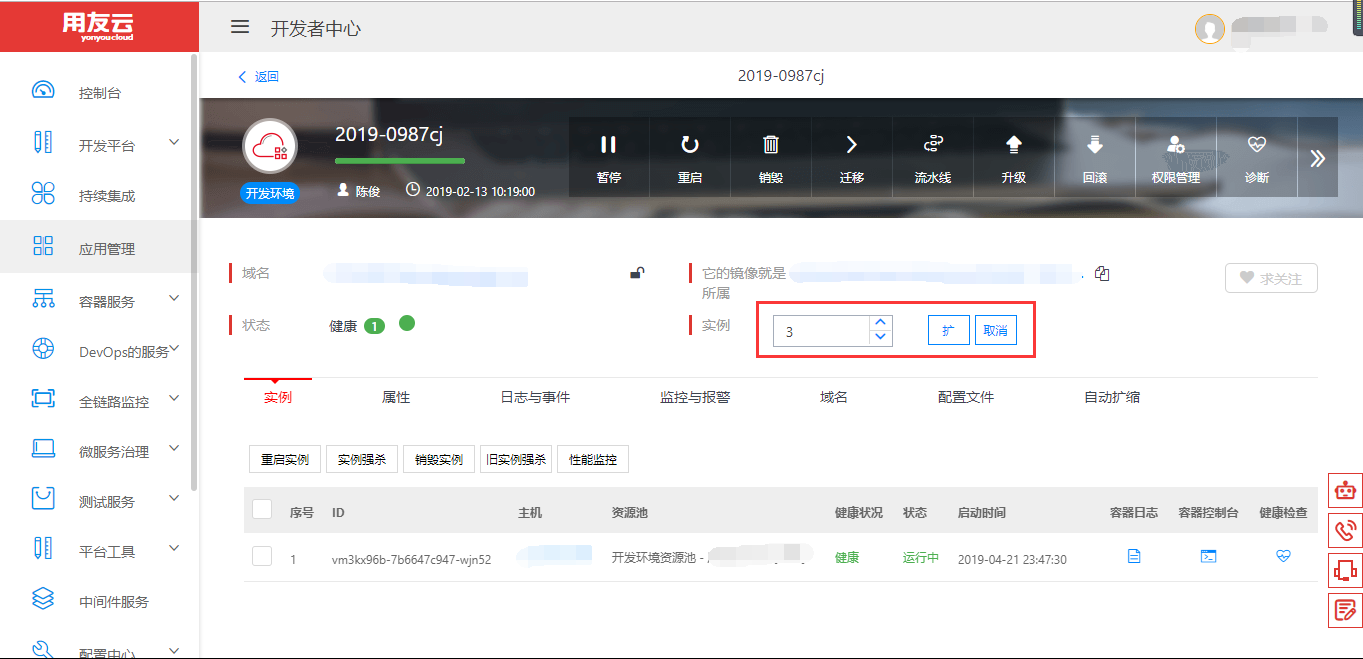 用友云
yonyoucloud
开发者中心
控制台
开发平台
持续集成
应用管理
容器服务
DevOps的服务
全链路监控
微服务治理
测试服务
平台工具
中间件服务
配置中心
返回
2019-0987cj
2019-0987cj
开发环境
陈俊
2019-02-13 10:19:00
暂停
重启
销毁
迁移
流水线
升级
回滚
权限管理
诊断
域名
它的镜像就是
所属
求关注
状态
健康 1
实例
3
扩
取消
实例 属性 日志与事件 监控与报警 域名 配置文件 自动扩缩
重启实例 实例强杀 销毁实例 旧实例强杀 性能监控
序号 ID 主机 资源池 健康状况 状态 启动时间 容器日志 容器控制台 健康检查
1 vm3kx96b-7b6647c947-wjn52 开发环境资源池 - 健康 运行中 2019-04-21 23:47:30